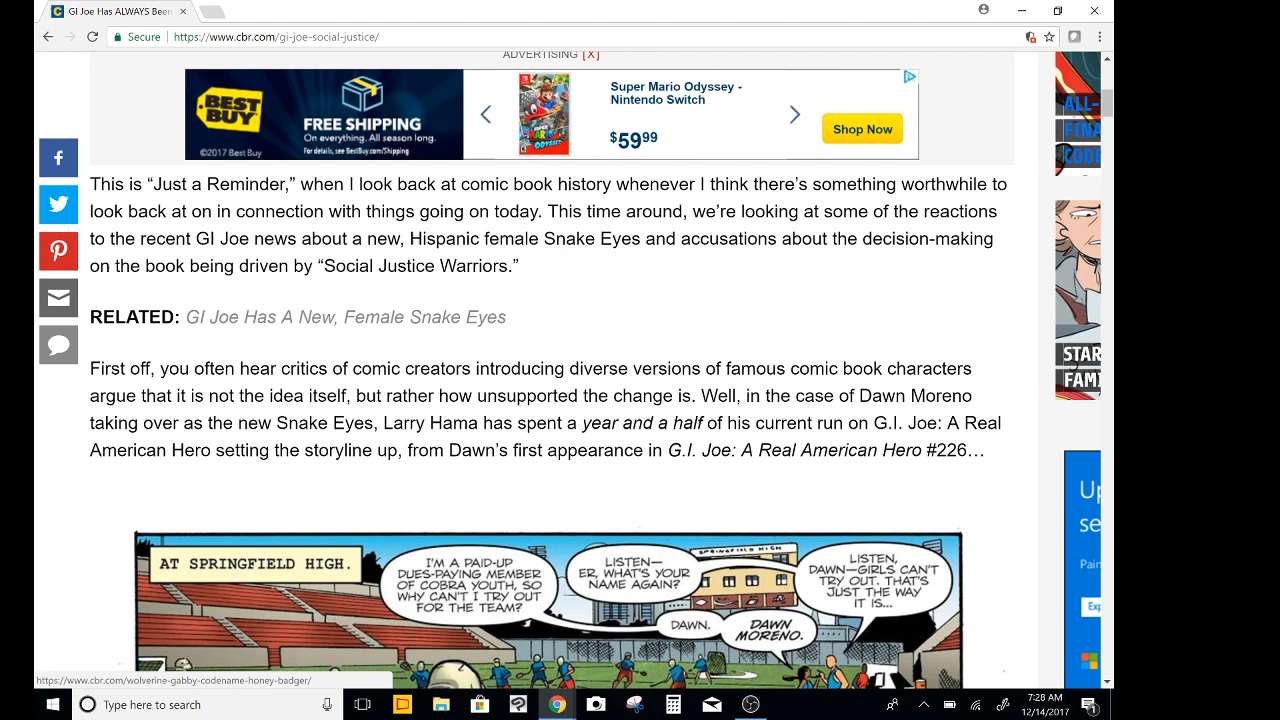 GI Joe Has ALWAYS Been
Secure https://www.cbr.com/gi-joe-social-justice/
ADVERTISING [X]
BEST BUY
FREE SHIPPING
On everything. All season long.
For details, see BestBuy.com/Shipping
©2017 Best Buy
Super Mario Odyssey -
Nintendo Switch
$59.99
Shop Now
ALL-
FINA
CODE
This is “Just a Reminder,” when I look back at comic book history whenever I think there’s something worthwhile to
look back at on in connection with things going on today. This time around, we’re looking at some of the reactions
to the recent GI Joe news about a new, Hispanic female Snake Eyes and accusations about the decision-making
on the book being driven by “Social Justice Warriors.”
RELATED: GI Joe Has A New, Female Snake Eyes
STAR
FAMI
First off, you often hear critics of comic creators introducing diverse versions of famous comic book characters
argue that it is not the idea itself, but rather how unsupported the change is. Well, in the case of Dawn Moreno
taking over as the new Snake Eyes, Larry Hama has spent a year and a half of his current run on G.I. Joe: A Real
American Hero setting the storyline up, from Dawn’s first appearance in G.I. Joe: A Real American Hero #226…
Up
se
Pain
Exp
AT SPRINGFIELD HIGH.
I’M A PAID-UP
DUES-PAYING MEMBER
OF COBRA YOUTH, SO
WHY CAN’T I TRY OUT
FOR THE TEAM?
LISTEN—
ER, WHAT’S YOUR
NAME AGAIN?
SPRINGFIELD HIGH
DAWN.
DAWN
MORENO.
LISTEN,
DAWN—GIRLS CAN’T
TRY OUT. THAT’S
JUST THE WAY
IT IS...
https://www.cbr.com/wolverine-gabby-codename-honey-badger/
Type here to search
7:28 AM
12/14/2017